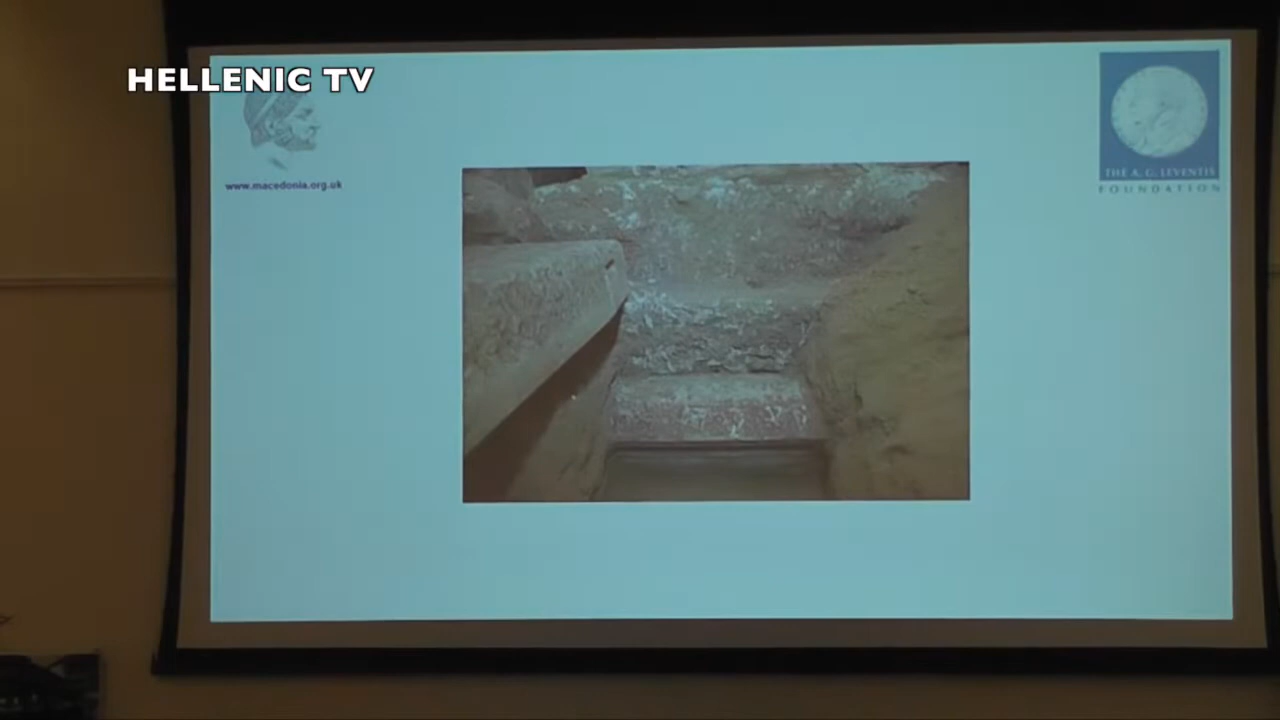 HELLENIC TV
www.macedonia.org.uk
THE A. G. LEVENTIS
FOUNDATION